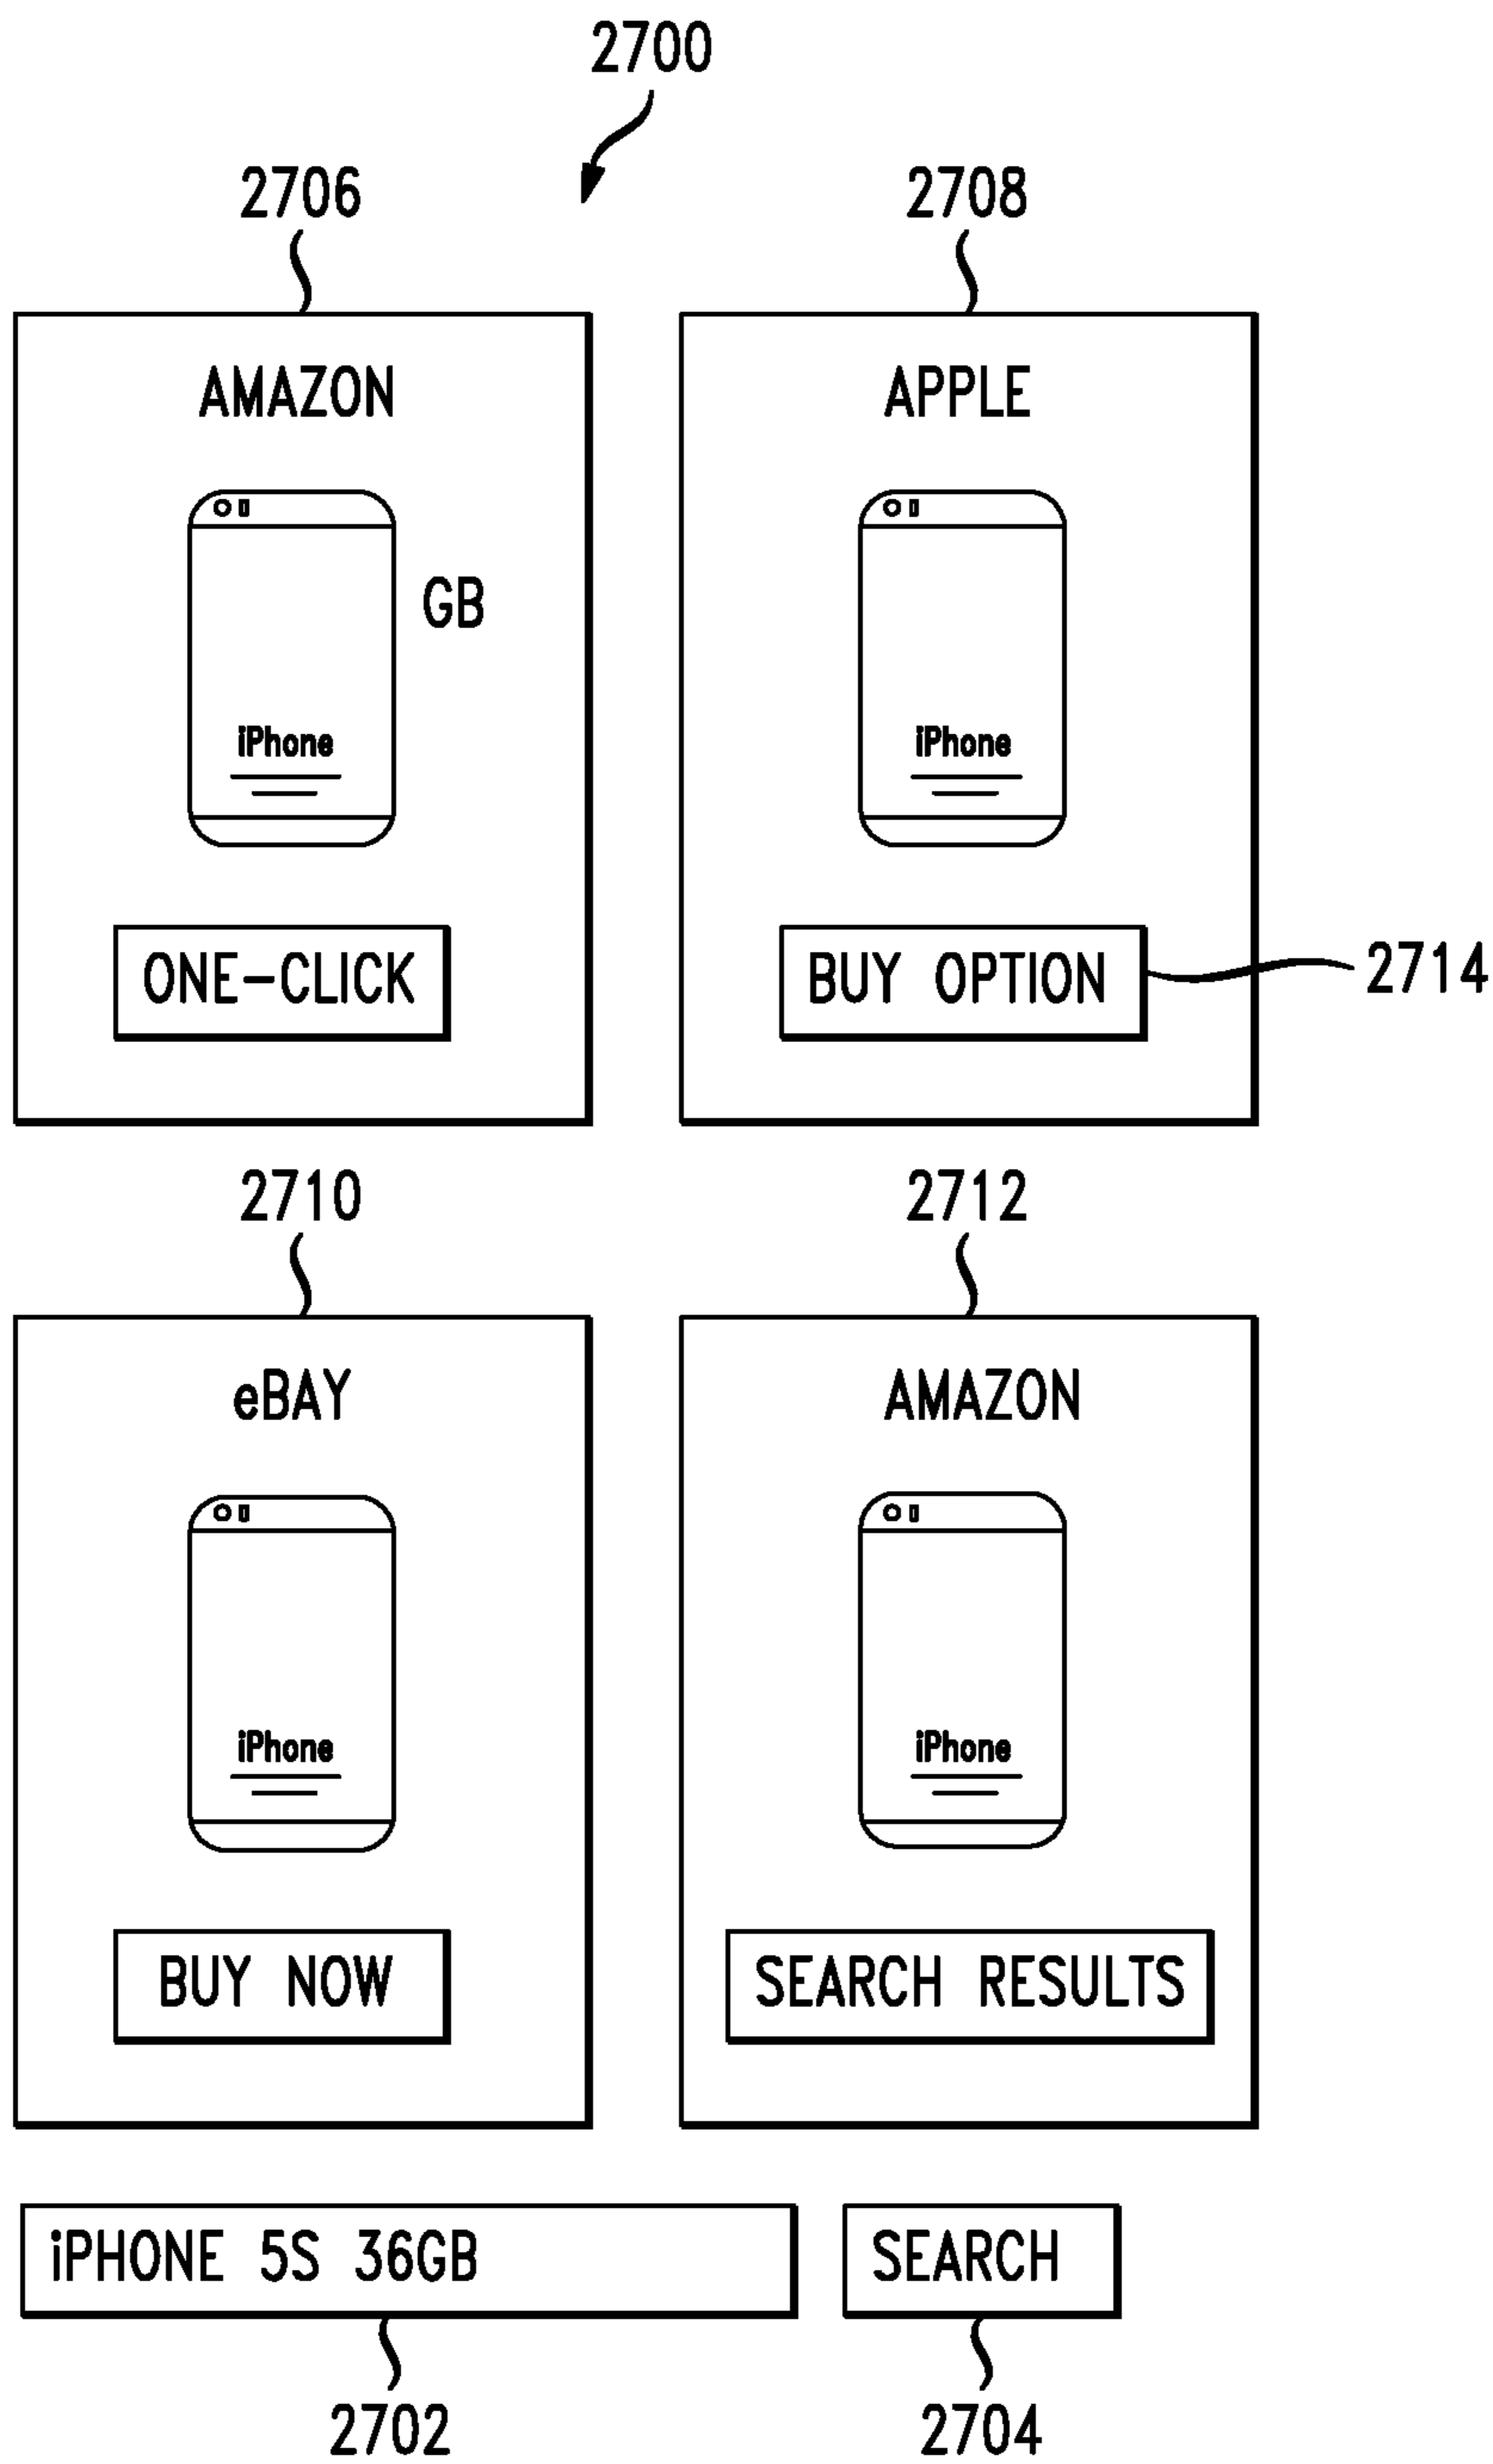 2700
2706
2708
AMAZON
APPLE
GB
iPhone
iPhone
ONE-CLICK
BUY OPTION
2714
2710
2712
eBAY
AMAZON
iPhone
iPhone
BUY NOW
SEARCH RESULTS
iPHONE 5S 36GB
SEARCH
2702
2704